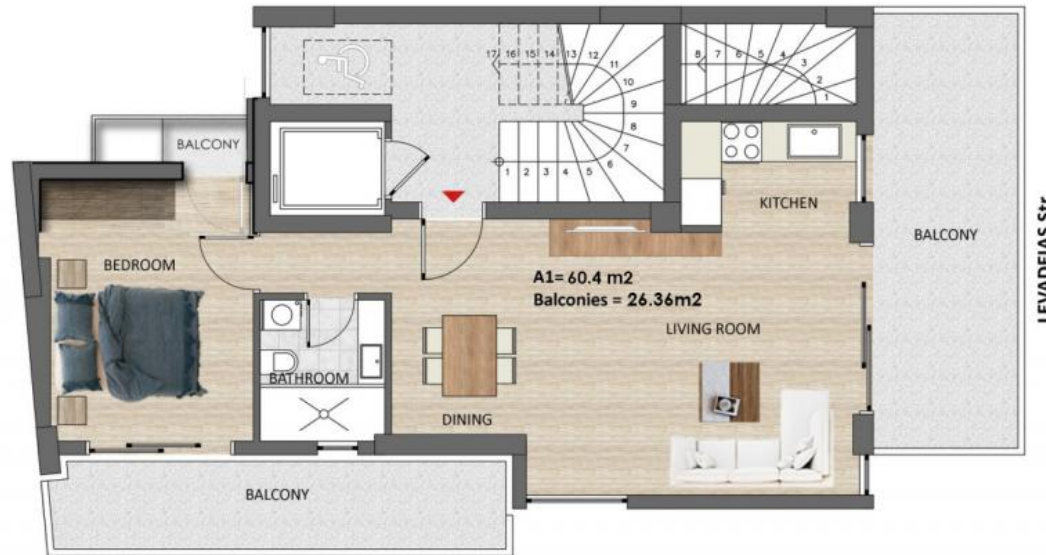 17 16 15 14 13 12 11 10 9 8 7 6 5 4 3 2 1
8 7 6 5 4 3 2 1
BALCONY
KITCHEN
BALCONY
LEVADEIAS Str
BEDROOM
A1= 60.4 m2
Balconies = 26.36m2
LIVING ROOM
BATHROOM
DINING
BALCONY